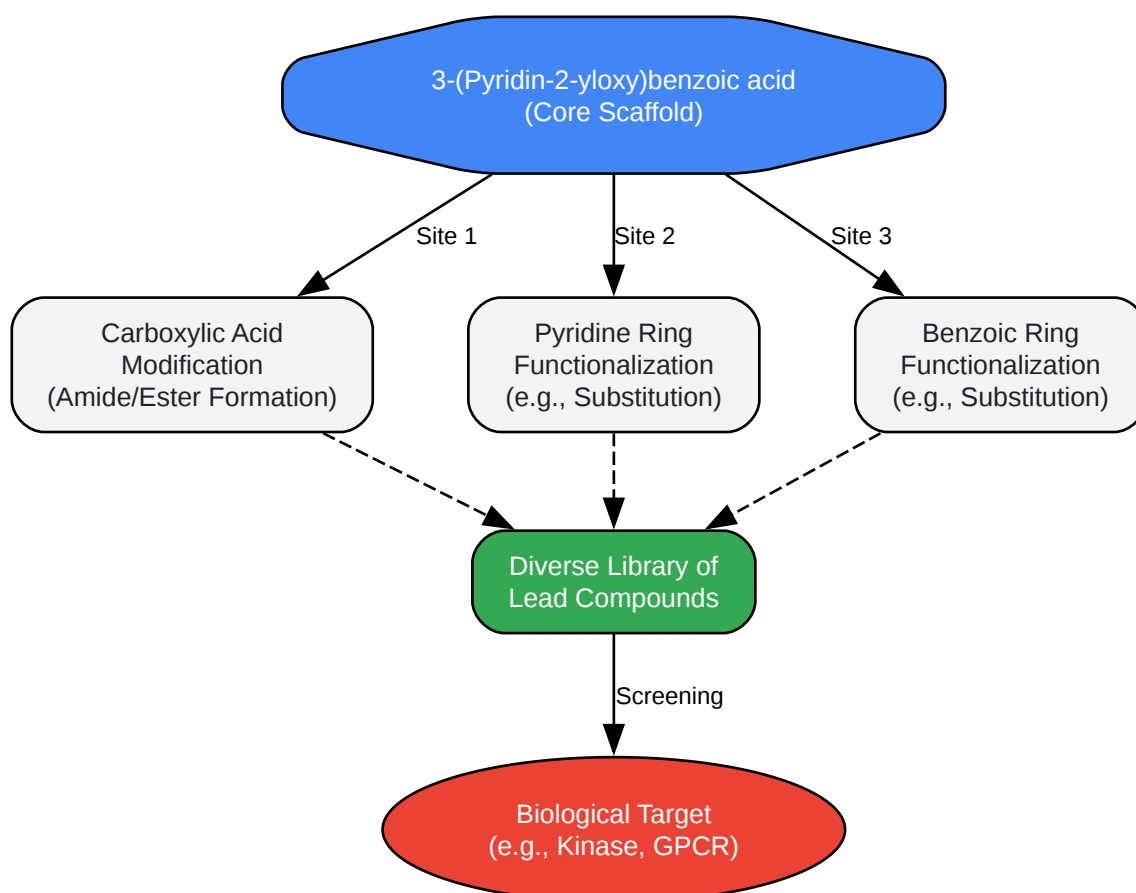 3-(Pyridin-2-yloxy)benzoic acid
(Core Scaffold)
Site 1
Site 2
Site 3
Carboxylic Acid
Modification
(Amide/Ester Formation)
Pyridine Ring
Functionalization
(e.g., Substitution)
Benzoic Ring
Functionalization
(e.g., Substitution)
Diverse Library of
Lead Compounds
Screening
Biological Target
(e.g., Kinase, GPCR)